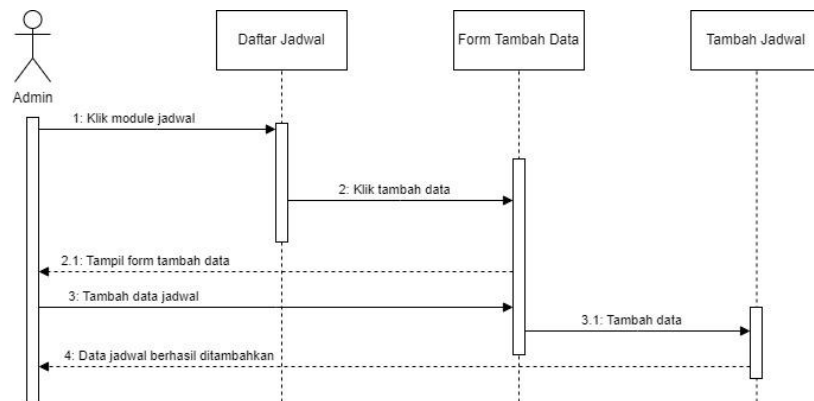 Daftar Jadwal
Form Tambah Data
Tambah Jadwal
Admin
1: Klik module jadwal
2: Klik tambah data
2.1: Tampil form tambah data
3: Tambah data jadwal
3.1: Tambah data
4: Data jadwal berhasil ditambahkan